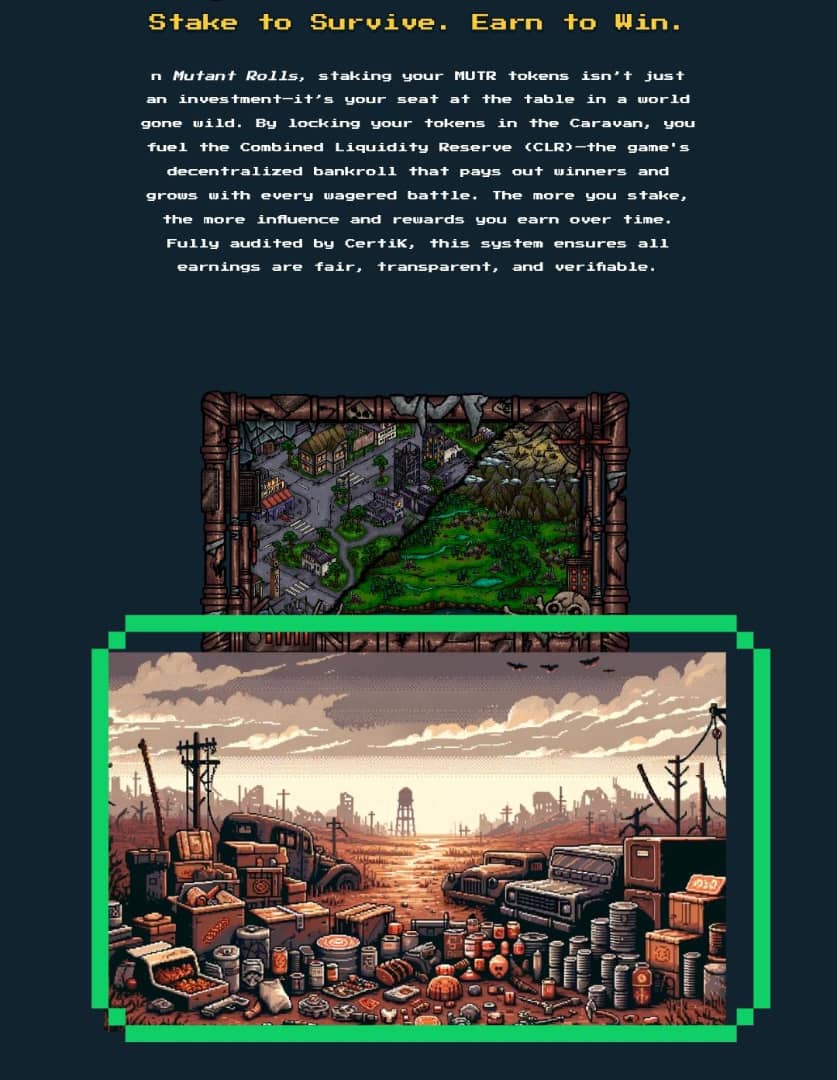 Stake to Survive. Earn to Win.
n Mutant Rolls, staking your MUTR tokens isn’t just
an investment—it’s your seat at the table in a world
gone wild. By locking your tokens in the Caravan, you
fuel the Combined Liquidity Reserve (CLR)—the game's
decentralized bankroll that pays out winners and
grows with every wagered battle. The more you stake,
the more influence and rewards you earn over time.
Fully audited by CertiK, this system ensures all
earnings are fair, transparent, and verifiable.